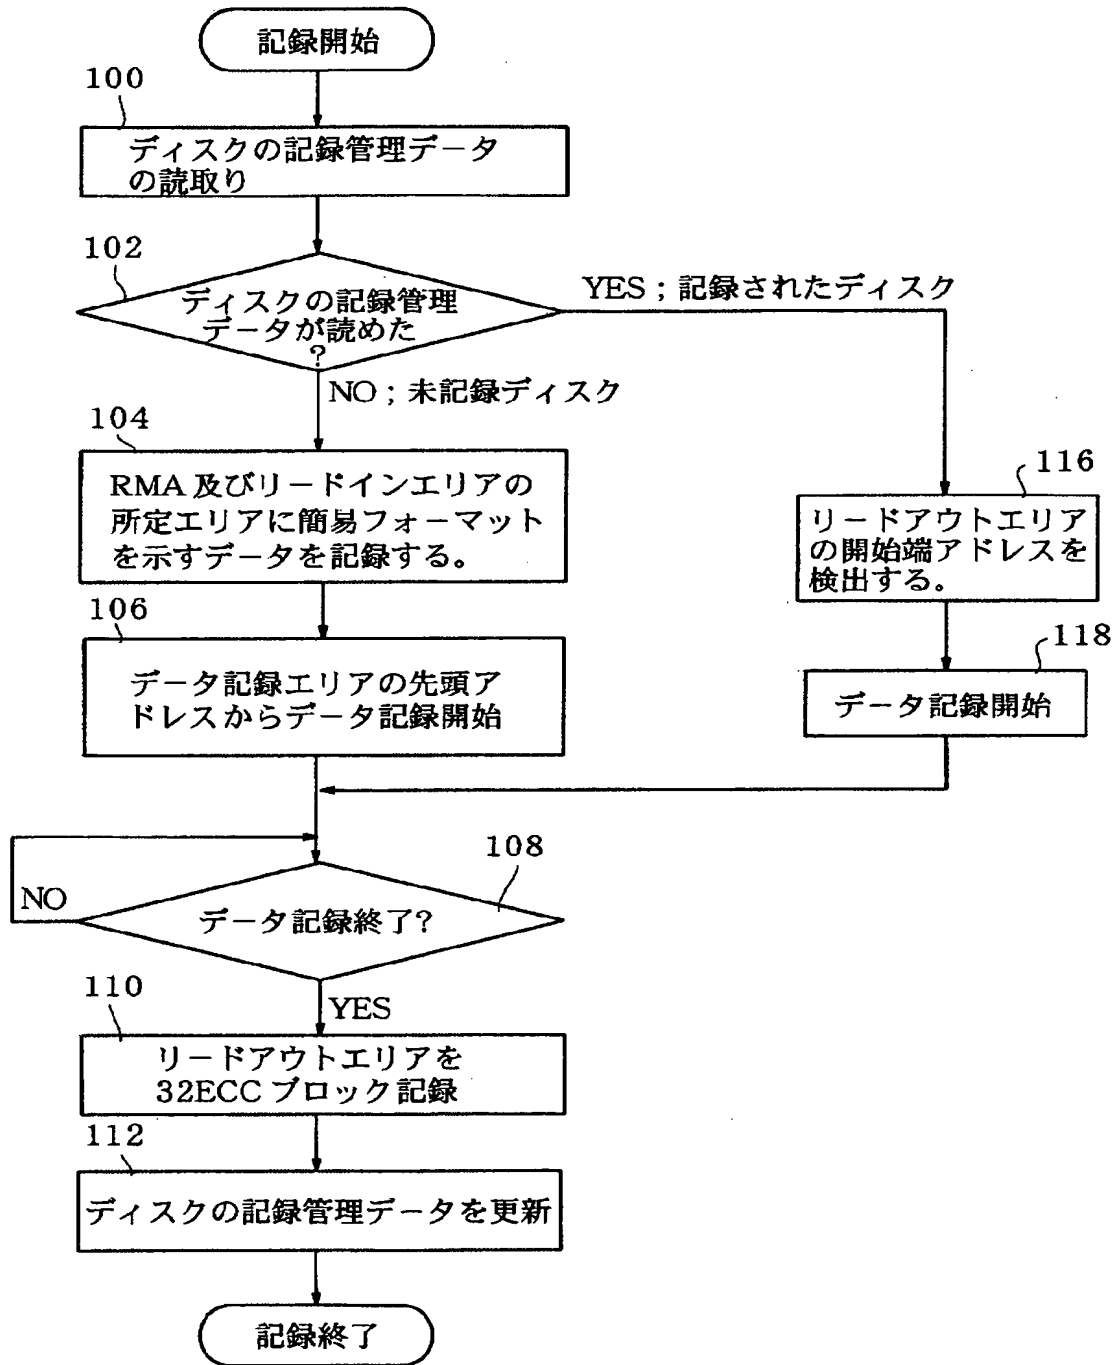 記録開始
100
ディスクの記録管理データ
の読取り
102
ディスクの記録管理
データが読めた
?
YES；記録されたディスク
NO；未記録ディスク
104
RMA及びリードインエリアの
所定エリアに簡易フォーマット
を示すデータを記録する。
116
リードアウトエリア
の開始端アドレスを
検出する。
106
データ記録エリアの先頭ア
ドレスからデータ記録開始
118
データ記録開始
108
データ記録終了?
NO
YES
110
リードアウトエリアを
32ECCブロック記録
112
ディスクの記録管理データを更新
記録終了